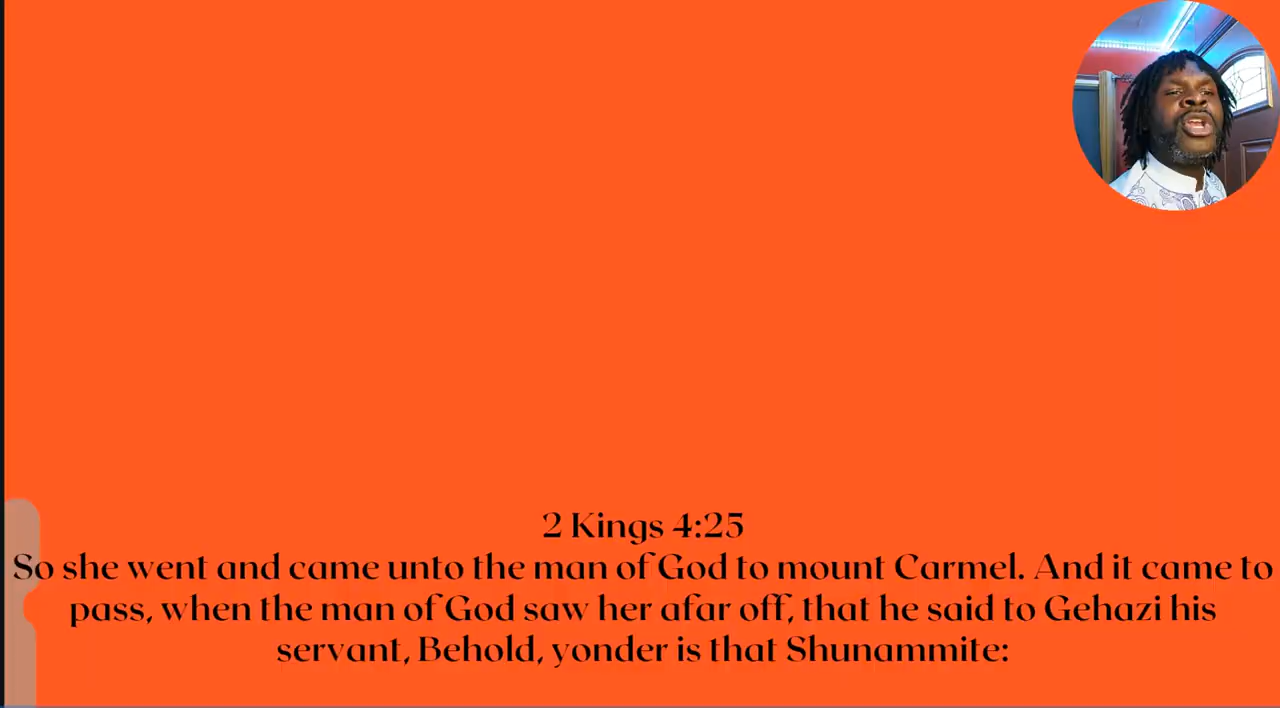 2 Kings 4:25
So she went and came unto the man of God to mount Carmel. And it came to
pass, when the man of God saw her afar off, that he said to Gehazi his
servant, Behold, yonder is that Shunammite: